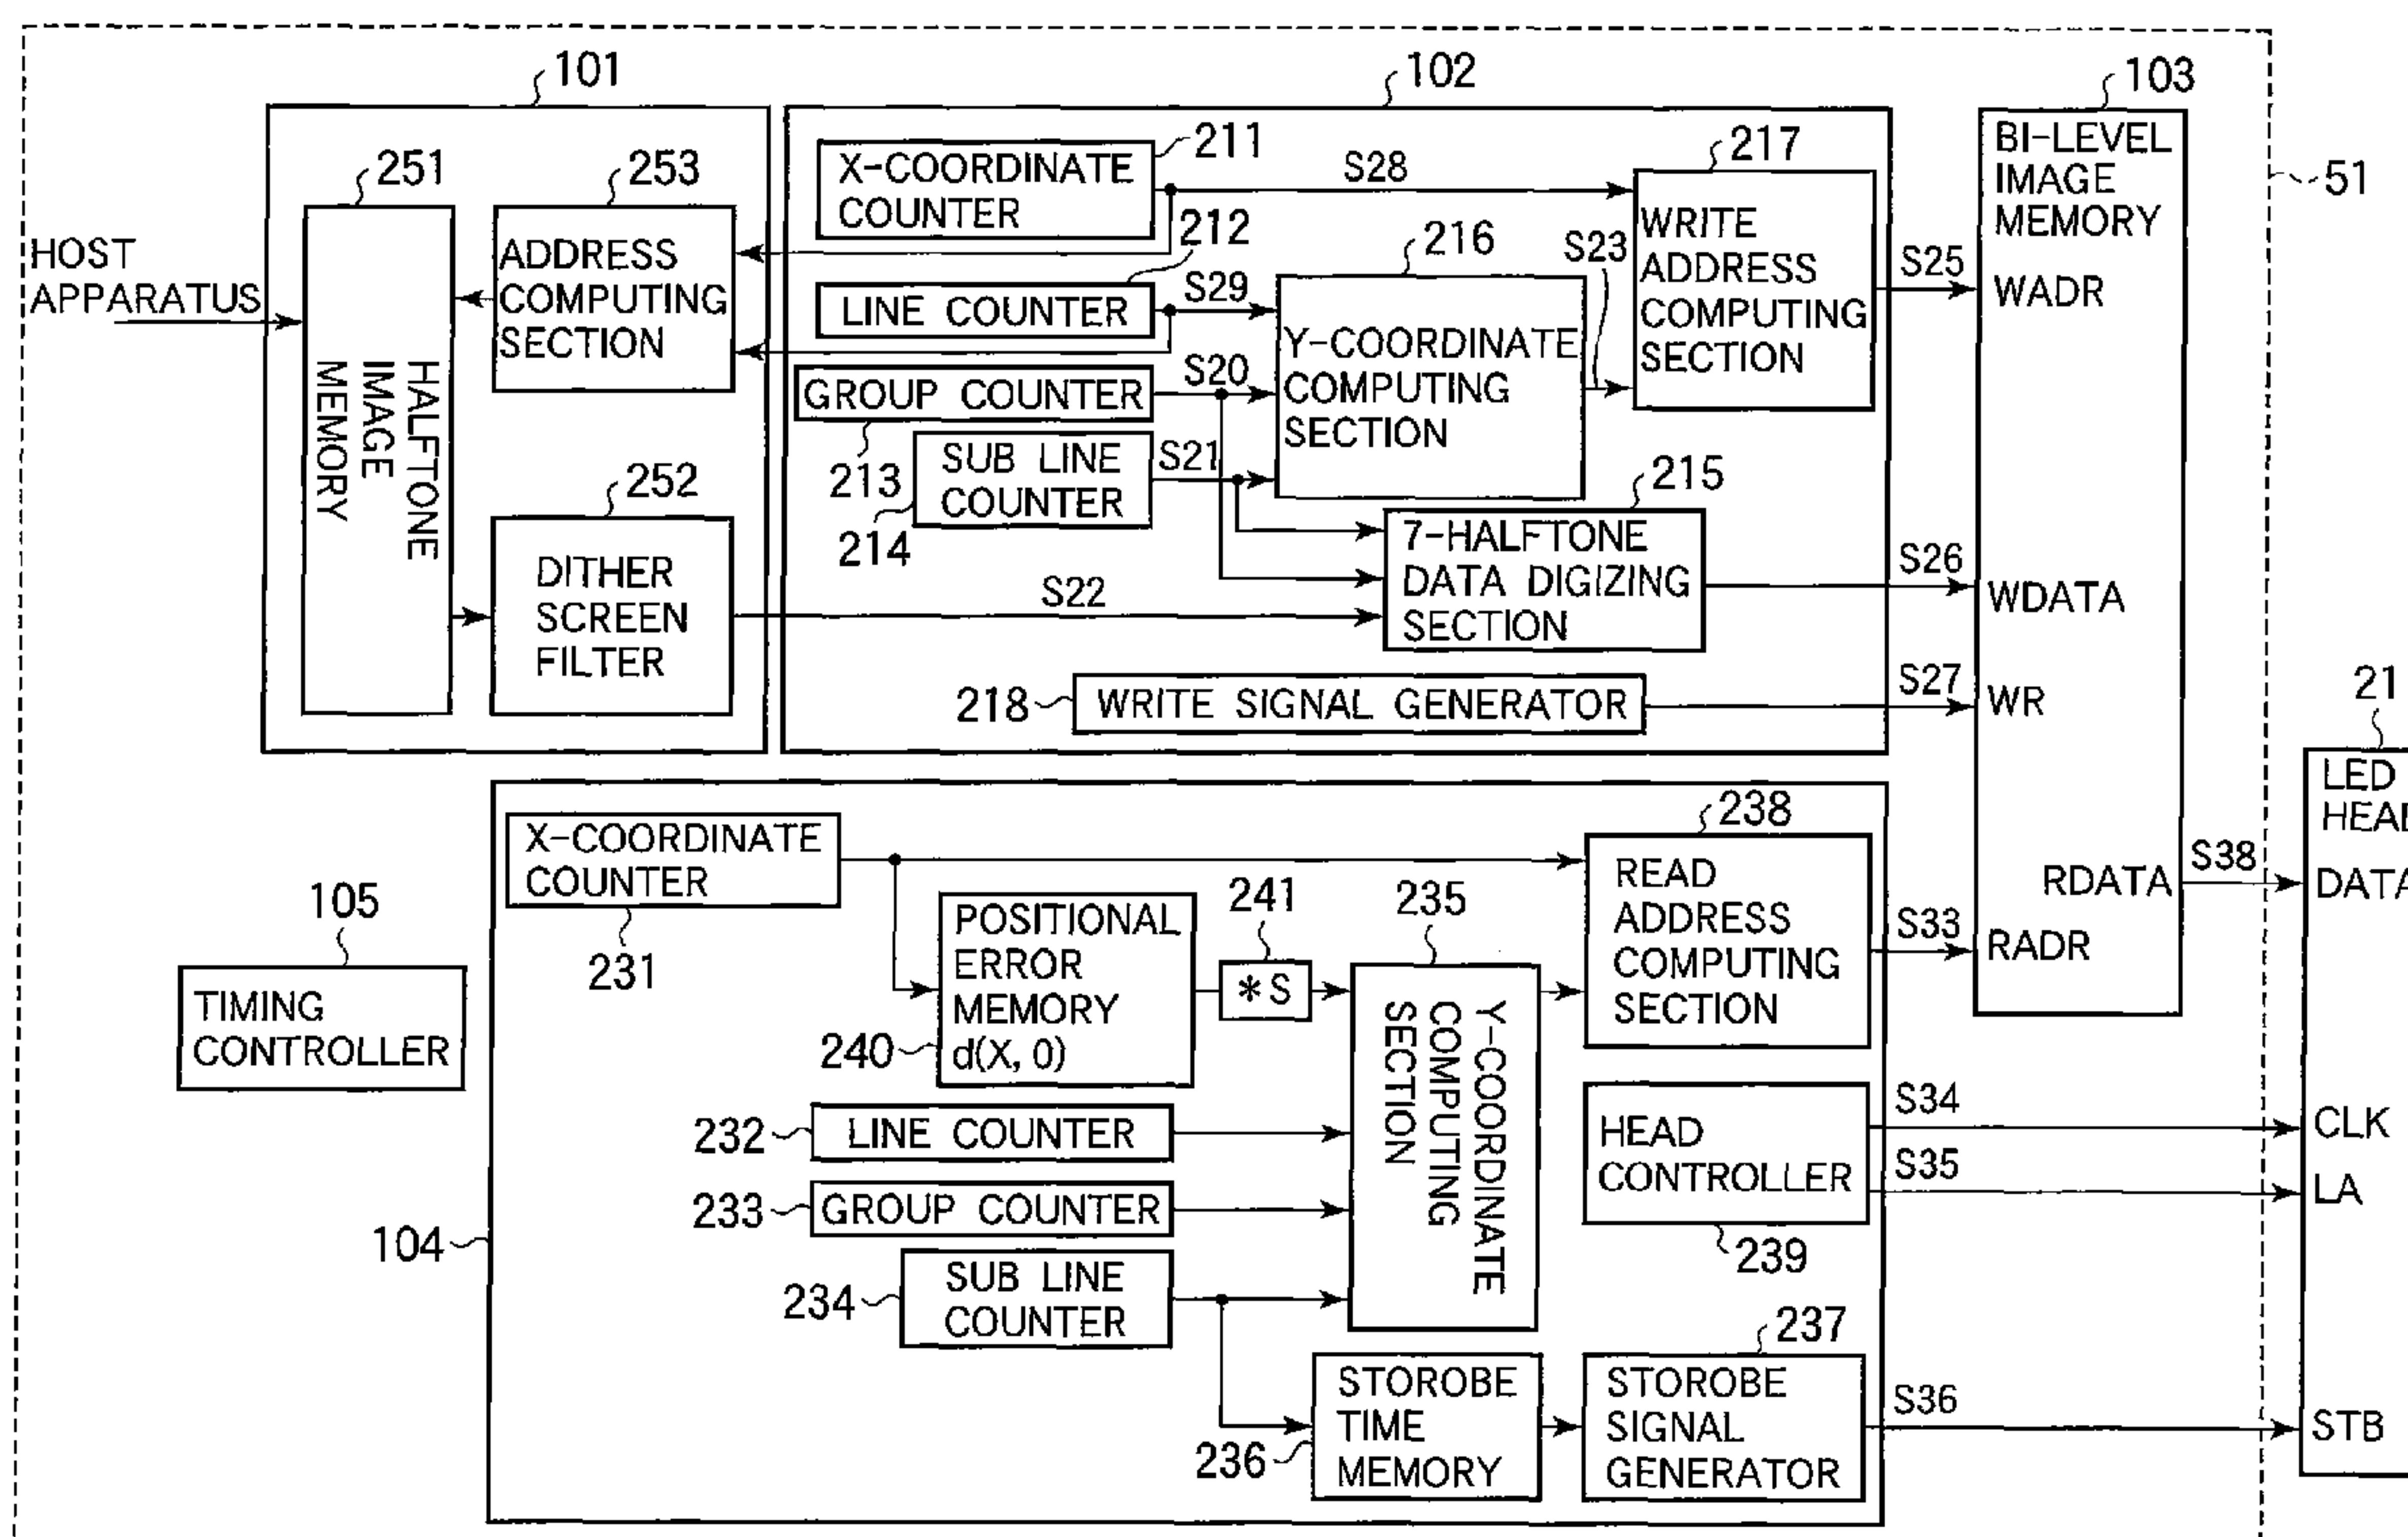 101
102
103
51
251
253
HOST
APPARATUS
HALFTONE
IMAGE
MEMORY
ADDRESS
COMPUTING
SECTION
252
DITHER
SCREEN
FILTER
X-COORDINATE
COUNTER
211
S28
212
LINE COUNTER
S29
GROUP COUNTER
213
S20
SUB LINE
COUNTER
214
S21
216
Y-COORDINATE
COMPUTING
SECTION
S23
217
WRITE
ADDRESS
COMPUTING
SECTION
S25
215
7-HALFTONE
DATA DIGIZING
SECTION
S22
S26
218
WRITE SIGNAL GENERATOR
S27
BI-LEVEL
IMAGE
MEMORY
WADR
WDATA
WR
RDATA
RADR
S38
21
LED
DATA
CLK
LA
STB
105
TIMING
CONTROLLER
104
X-COORDINATE
COUNTER
231
POSITIONAL
ERROR
MEMORY
d(X, 0)
240
241
*S
235
Y-COORDINATE
COMPUTING
SECTION
238
READ
ADDRESS
COMPUTING
SECTION
S33
232
LINE COUNTER
233
GROUP COUNTER
234
SUB LINE
COUNTER
HEAD
CONTROLLER
239
S34
S35
236
STOROBE
TIME
MEMORY
237
STOROBE
SIGNAL
GENERATOR
S36